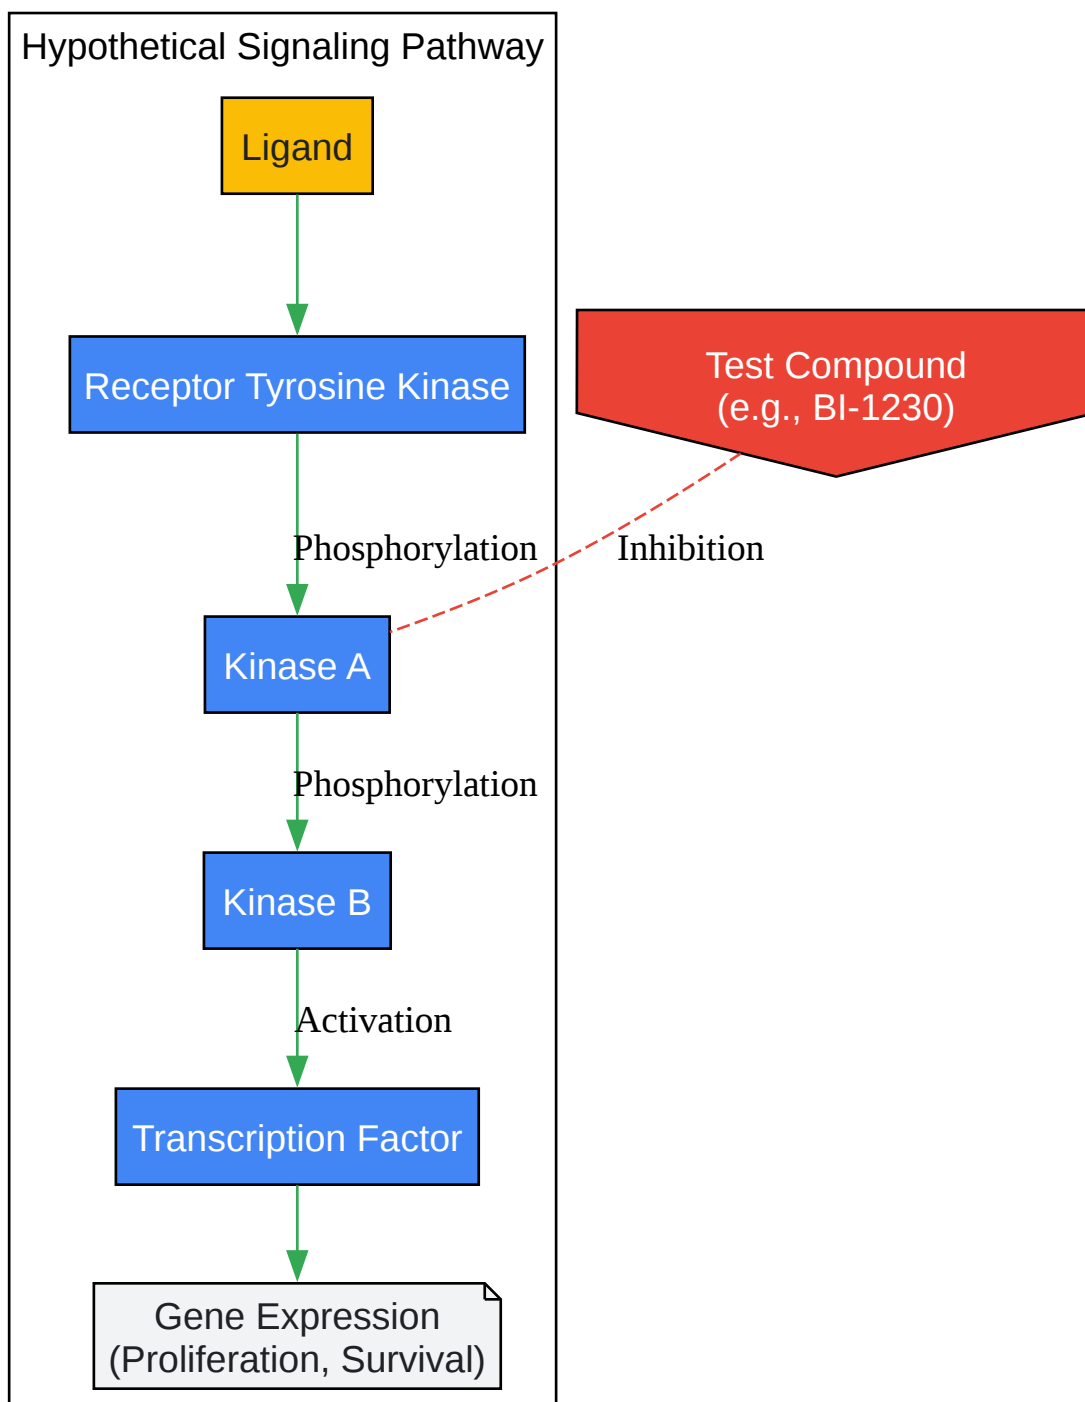 Hypothetical Signaling Pathway
Ligand
Receptor Tyrosine Kinase
Test Compound
(e.g., BI-1230)
Phosphorylation
Inhibition
Kinase A
Phosphorylation
Kinase B
Activation
Transcription Factor
Gene Expression
(Proliferation, Survival)